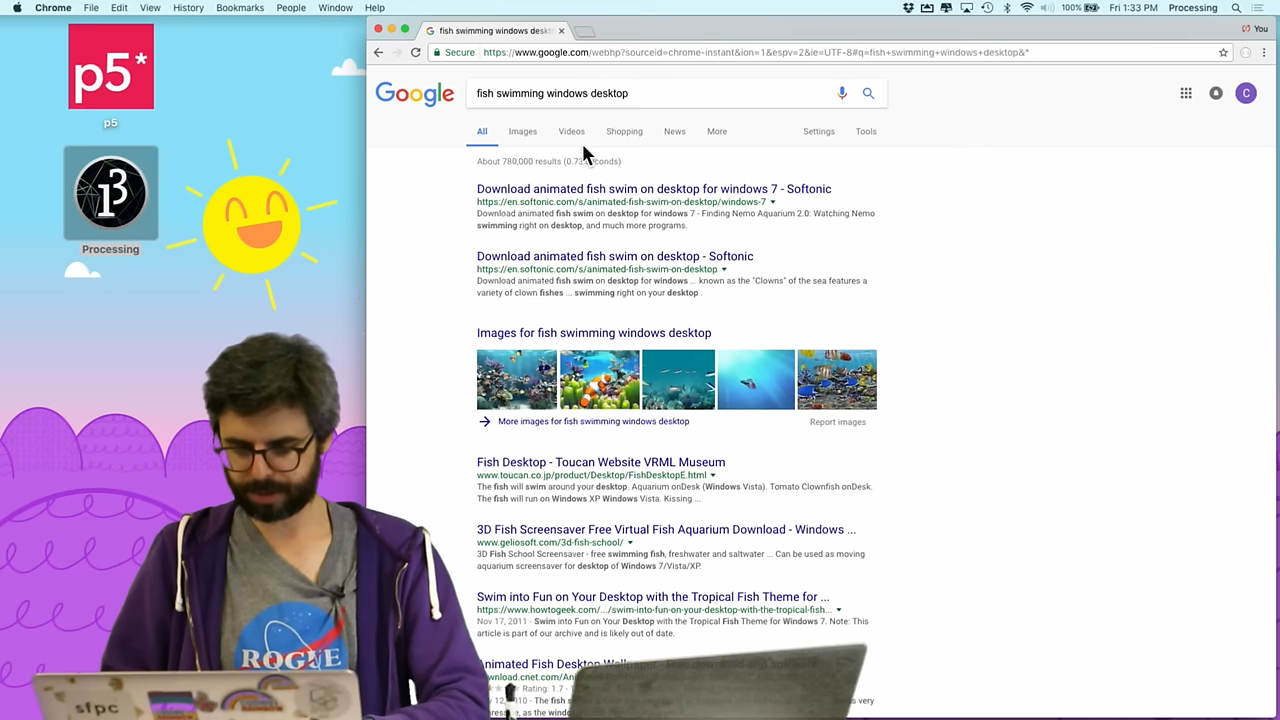 Chrome File Edit View History Bookmarks People Window Help
100% Fri 1:33 PM Processing
fish swimming windows deskt
You
Secure https://www.google.com/webhp?sourceid=chrome-instant&ion=1&espv=2&ie=UTF-8#q=fish+swimming+windows+desktop&*
p5*
p5
Processing
Google
fish swimming windows desktop
C
All Images Videos Shopping News More Settings Tools
About 780,000 results
Download animated fish swim on desktop for windows 7 - Softonic
https://en.softonic.com/s/animated-fish-swim-on-desktop/windows-7
Download animated fish swim on desktop for windows 7 - Finding Nemo Aquarium 2.0: Watching Nemo
swimming right on desktop, and much more programs.
Download animated fish swim on desktop - Softonic
https://en.softonic.com/s/animated-fish-swim-on-desktop
Download animated fish swim on desktop for windows ... known as the "Clowns" of the sea features a
variety of clown fishes ... swimming right on your desktop .
Images for fish swimming windows desktop
More images for fish swimming windows desktop
Report images
Fish Desktop - Toucan Website VRML Museum
www.toucan.co.jp/product/Desktop/FishDesktopE.html
The fish will swim around your desktop. Aquarium onDesk (Windows Vista). Tomato Clownfish onDesk.
The fish will run on Windows XP Windows Vista. Kissing ...
3D Fish Screensaver Free Virtual Fish Aquarium Download - Windows ...
www.geliosoft.com/3d-fish-school/
3D Fish School Screensaver - free swimming fish, freshwater and saltwater ... Can be used as moving
aquarium screensaver for desktop of Windows 7/Vista/XP.
Swim into Fun on Your Desktop with the Tropical Fish Theme for ...
https://www.howtogeek.com/.../swim-into-fun-on-your-desktop-with-the-tropical-fish...
Nov 17, 2011 - Swim into Fun on Your Desktop with the Tropical Fish Theme for Windows 7. Note: This
article is part of our archive and is likely out of date.
Animated Fish Desktop
Rating: 1.7
The fish
as the window
ROGUE
sfpc